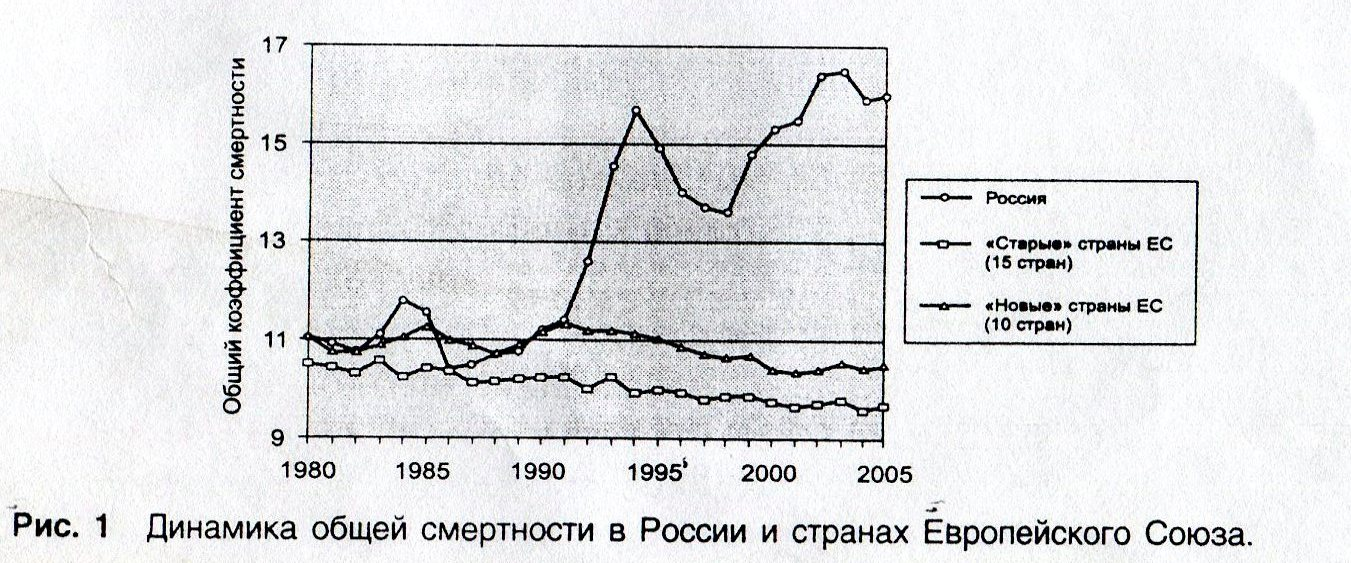 Общий коэффициент смертности
17
15
13
11
9
1980 1985 1990 1995 2000 2005
Россия
«Старые» страны ЕС
(15 стран)
«Новые» страны ЕС
(10 стран)
Рис. 1 Динамика общей смертности в России и странах Европейского Союза.